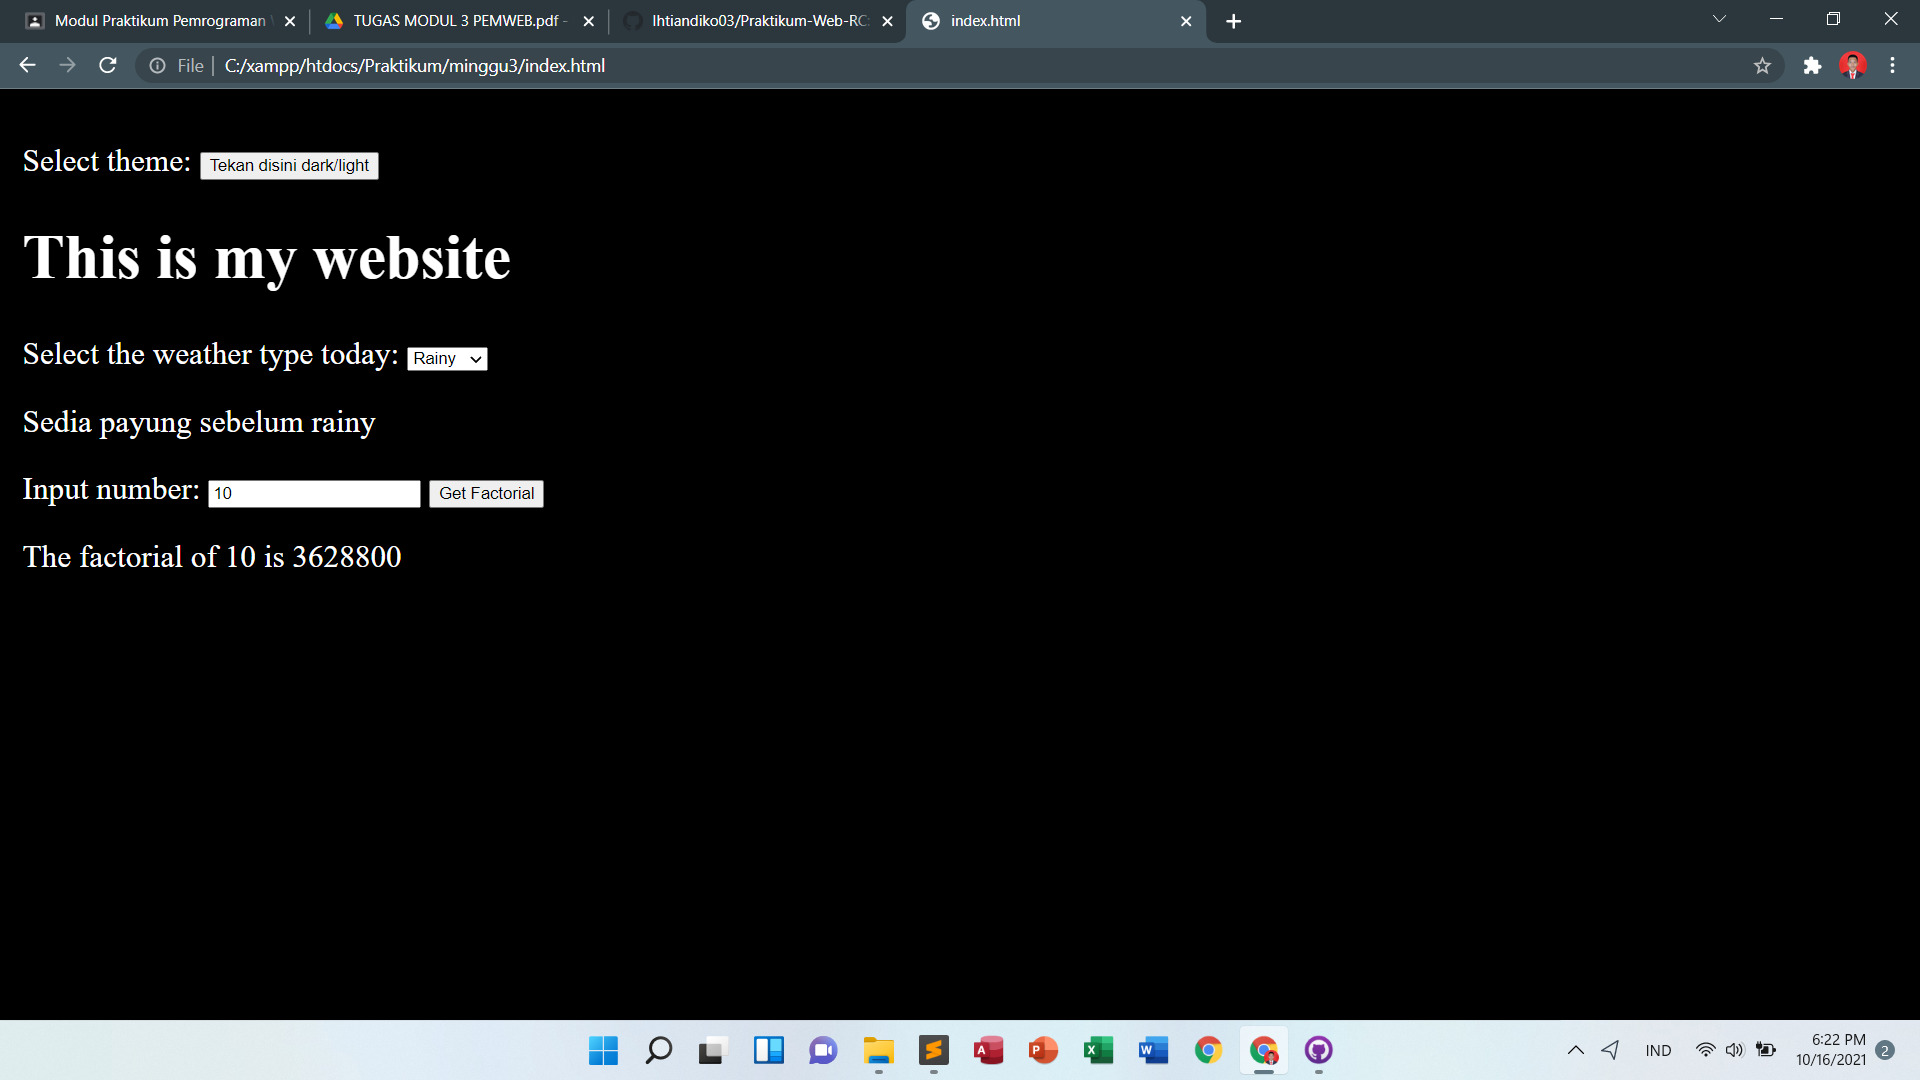 Modul Praktikum Pemrograman
TUGAS MODUL 3 PEMWEB.pdf -
lhtiandiko03/Praktikum-Web-RC
index.html
File
C:/xampp/htdocs/Praktikum/minggu3/index.html
Select theme: Tekan disini dark/light
This is my website
Select the weather type today: Rainy
Sedia payung sebelum rainy
Input number: 10 Get Factorial
The factorial of 10 is 3628800
IND
6:22 PM
10/16/2021
2